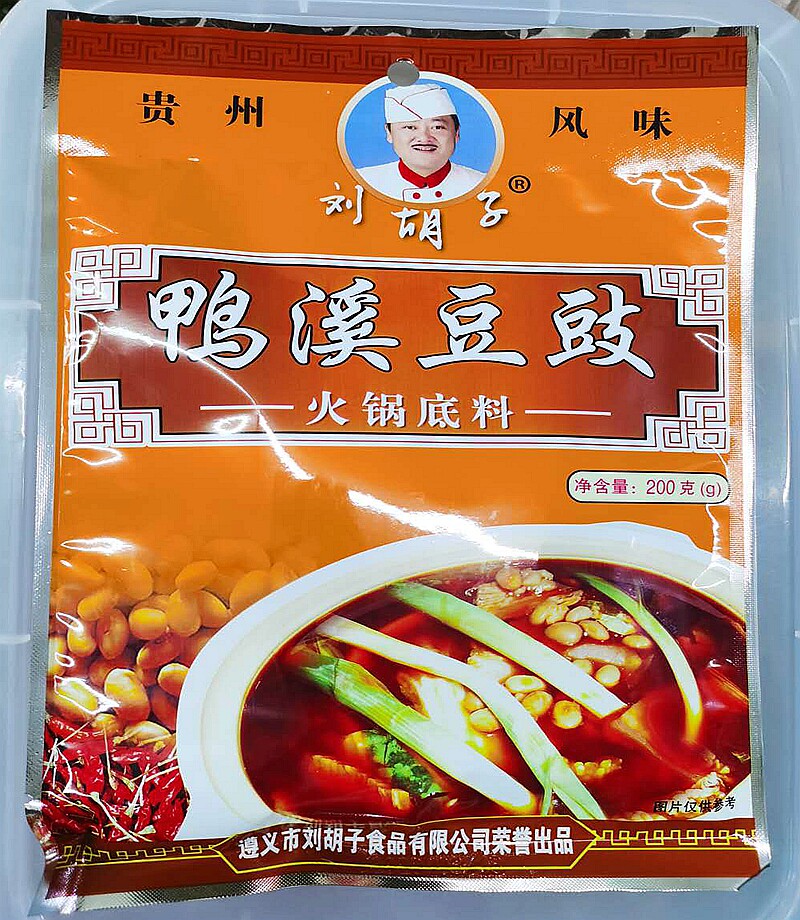 贵州 风味
刘胡子®
鸭溪豆豉
火锅底料
净含量：200克(g)
图片仅供参考
遵义市刘胡子食品有限公司荣誉出品